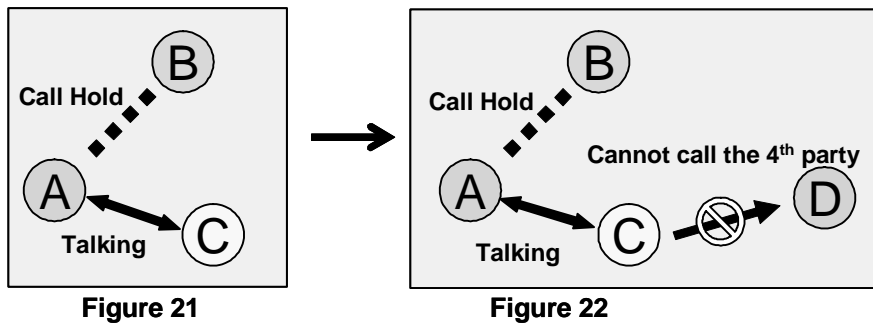 B
Call Hold
A
C
Talking
Figure 21
B
Call Hold
Cannot call the 4th party
A
D
C
Talking
Figure 22